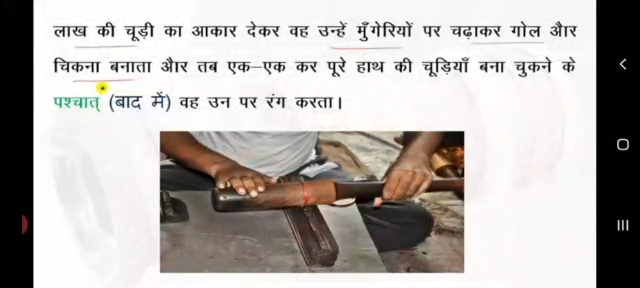 लाख की चूड़ी का आकार देकर वह उन्हें मुँगेरियों पर चढ़ाकर गोल और
चिकना बनाता और तब एक–एक कर पूरे हाथ की चूड़ियाँ बना चुकने के
पश्चात् (बाद में) वह उन पर रंग करता।